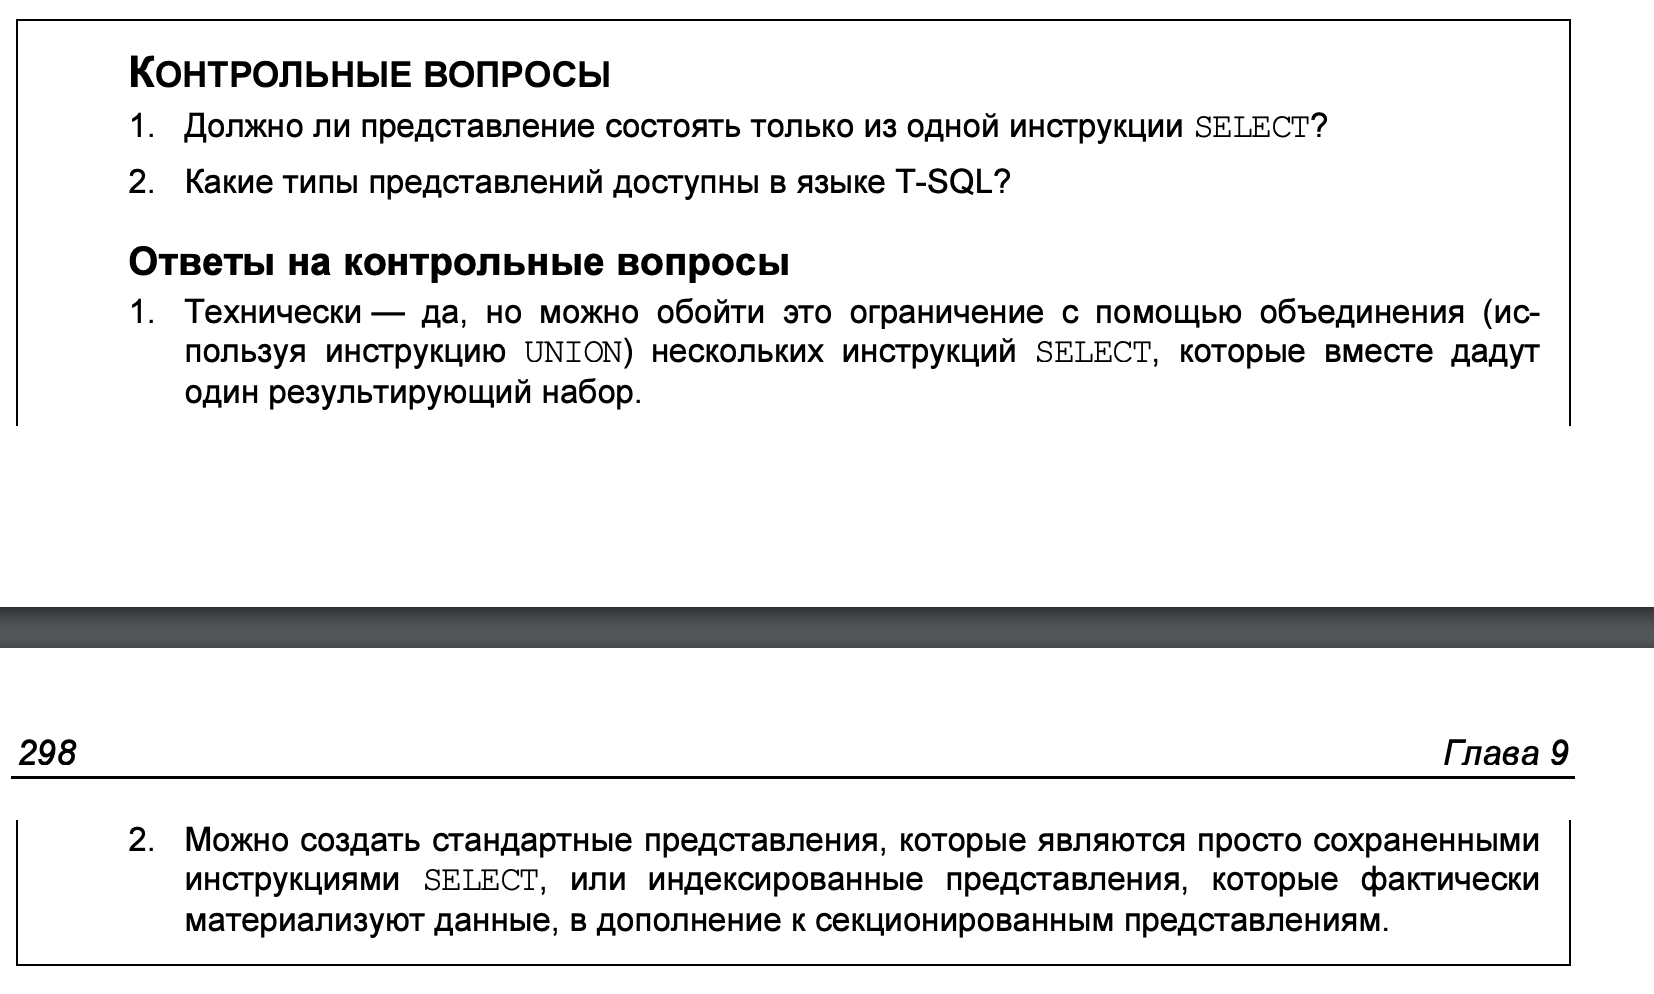 КОНТРОЛЬНЫЕ ВОПРОСЫ
1. Должно ли представление состоять только из одной инструкции SELECT?
2. Какие типы представлений доступны в языке T-SQL?
Ответы на контрольные вопросы
1. Технически — да, но можно обойти это ограничение с помощью объединения (ис-
пользуя инструкцию UNION) нескольких инструкций SELECT, которые вместе дадут
один результирующий набор.
298 Глава 9
2. Можно создать стандартные представления, которые являются просто сохраненными
инструкциями SELECT, или индексированные представления, которые фактически
материализуют данные, в дополнение к секционированным представлениям.